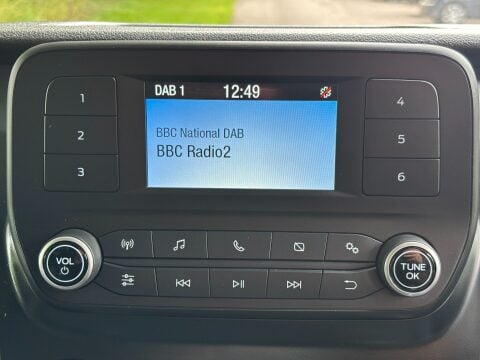 DAB 1 12:49
BBC National DAB
BBC Radio2
1
2
3
4
5
6
VOL
TUNE
OK